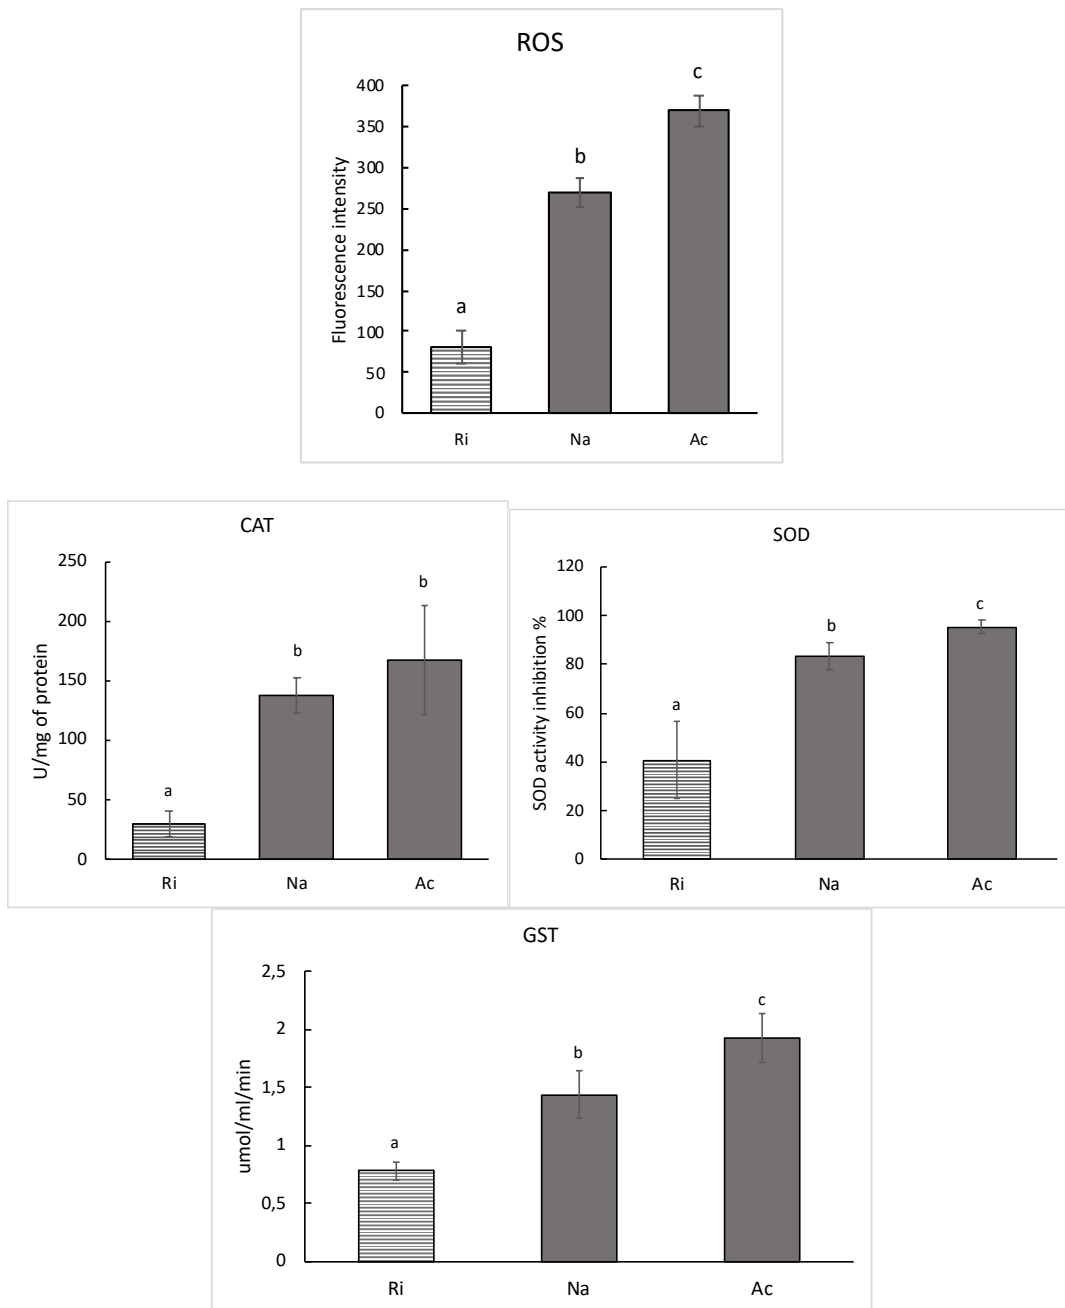 ROS
c
400
350
b
300
250
200
150
a
100
50
0
Fluorescence intensity
Ri Na Ac
CAT
250
b
200
b
150
100
a
50
0
U/mg of protein
Ri Na Ac
SOD
120
c
100
b
80
a
60
40
20
0
SOD activity inhibition %
Ri Na Ac
GST
2,5
c
2
b
1,5
a
1
0,5
0
umol/ml/min
Ri Na Ac